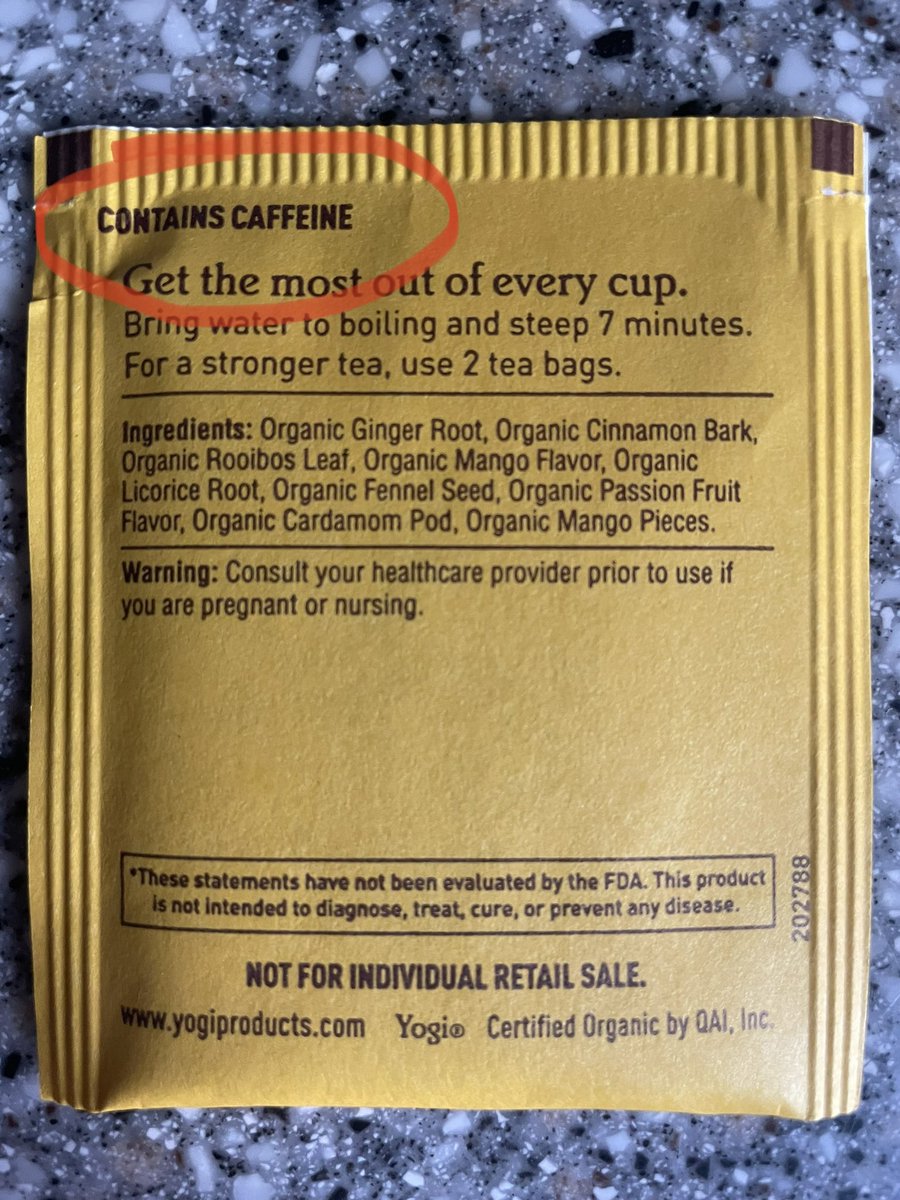 CONTAINS CAFFEINE
Get the most out of every cup.
Bring water to boiling and steep 7 minutes.
For a stronger tea, use 2 tea bags.
Ingredients: Organic Ginger Root, Organic Cinnamon Bark,
Organic Rooibos Leaf, Organic Mango Flavor, Organic
Licorice Root, Organic Fennel Seed, Organic Passion Fruit
Flavor, Organic Cardamom Pod, Organic Mango Pieces.
Warning: Consult your healthcare provider prior to use if
you are pregnant or nursing.
*These statements have not been evaluated by the FDA. This product
is not intended to diagnose, treat, cure, or prevent any disease.
202788
NOT FOR INDIVIDUAL RETAIL SALE.
www.yogiproducts.com Yogi® Certified Organic by QAI, Inc.